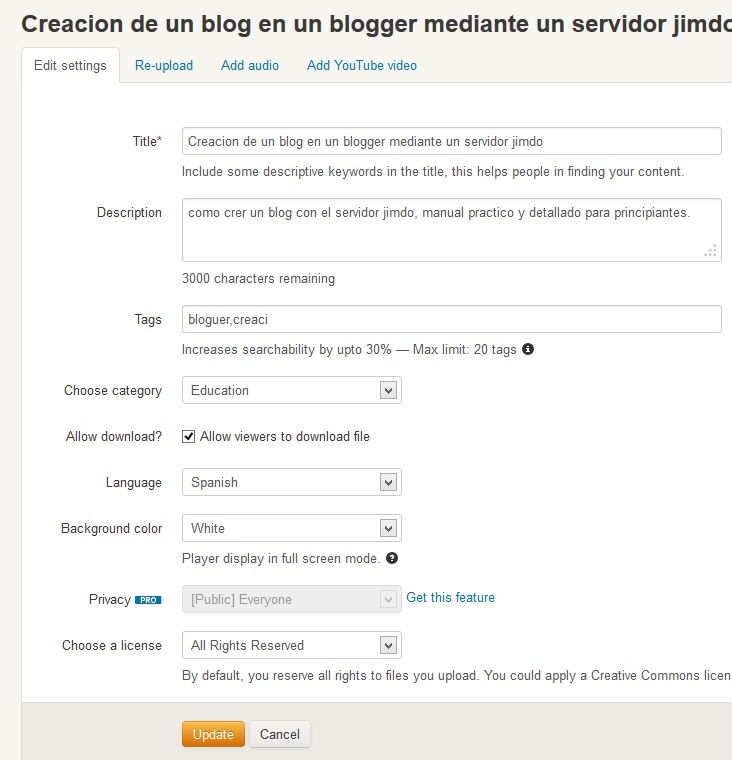 Creacion de un blog en un blogger mediante un servidor jimdo
Edit settings Re-upload Add audio Add YouTube video
Title* Creacion de un blog en un blogger mediante un servidor jimdo
Include some descriptive keywords in the title, this helps people in finding your content.
Description como crer un blog con el servidor jimdo, manual practico y detallado para principiantes.
3000 characters remaining
Tags bloguer,creaci
Increases searchability by upto 30% — Max limit: 20 tags
Choose category Education
Allow download? Allow viewers to download file
Language Spanish
Background color White
Player display in full screen mode.
Privacy PRO [Public] Everyone Get this feature
Choose a license All Rights Reserved
By default, you reserve all rights to files you upload. You could apply a Creative Commons licen
Update Cancel